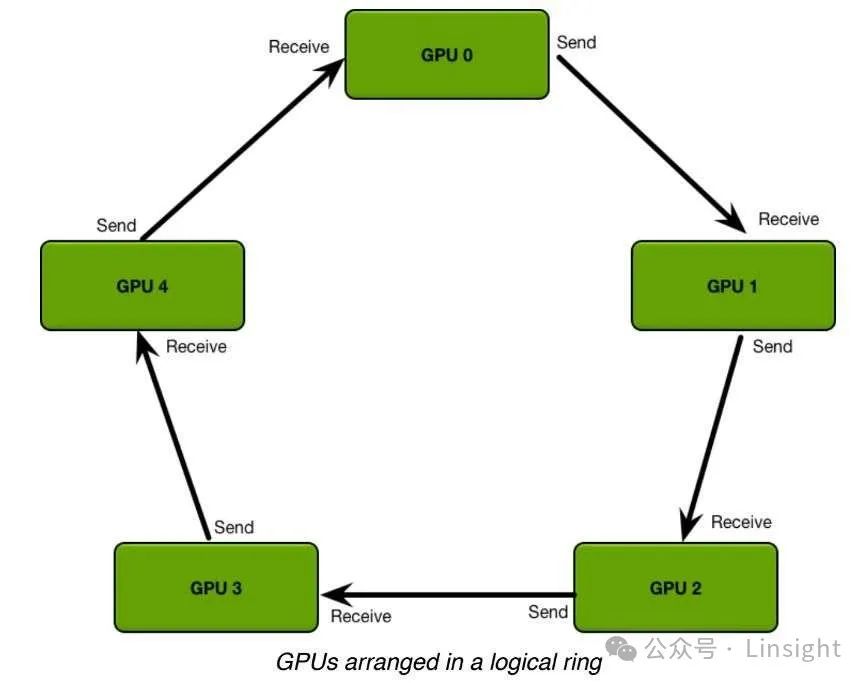 GPU 0
Send
Receive
Send
Receive
GPU 4
GPU 1
Receive
Send
Send
Receive
GPU 3
GPU 2
Receive
Send
GPUs arranged in a logical ring
公众号 · Linsight